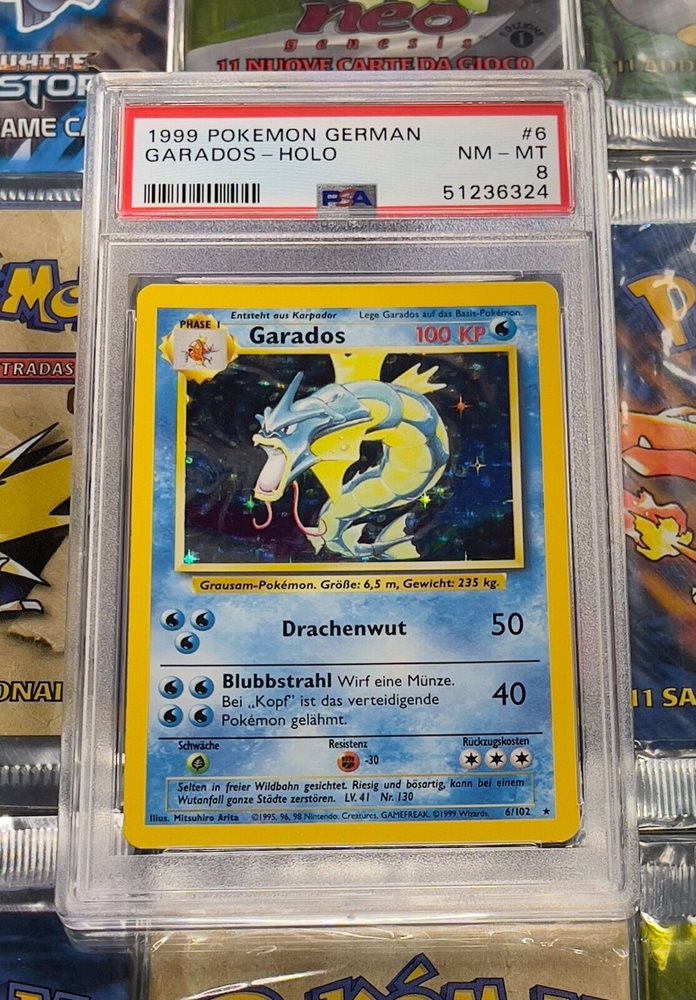 WHITE
STOR
AME CA
neo
genesis
EDIZIONE
1
11 NUOVE CARTE DA GIOCO
11 ADD
1999 POKEMON GERMAN #6
GARADOS - HOLO NM - MT
8
PSA 51236324
TRADAS
ONAI
11 SA
Entsteht aus Karpador Lege Garados auf das Basis-Pokémon.
PHASE 1
Garados 100 KP
Grausam-Pokémon. Größe: 6,5 m, Gewicht: 235 kg.
Drachenwut 50
Blubbstrahl Wirf eine Münze.
Bei „Kopf" ist das verteidigende
Pokémon gelähmt.
40
Schwäche Resistenz Rückzugskosten
-30
Selten in freier Wildbahn gesichtet. Riesig und bösartig, kann bei einem
Wutanfall ganze Städte zerstören. LV. 41 Nr. 130
Illus. Mitsuhiro Arita ©1995, 96, 98 Nintendo, Creatures, GAMEFREAK. ©1999 Wizards. 6/102